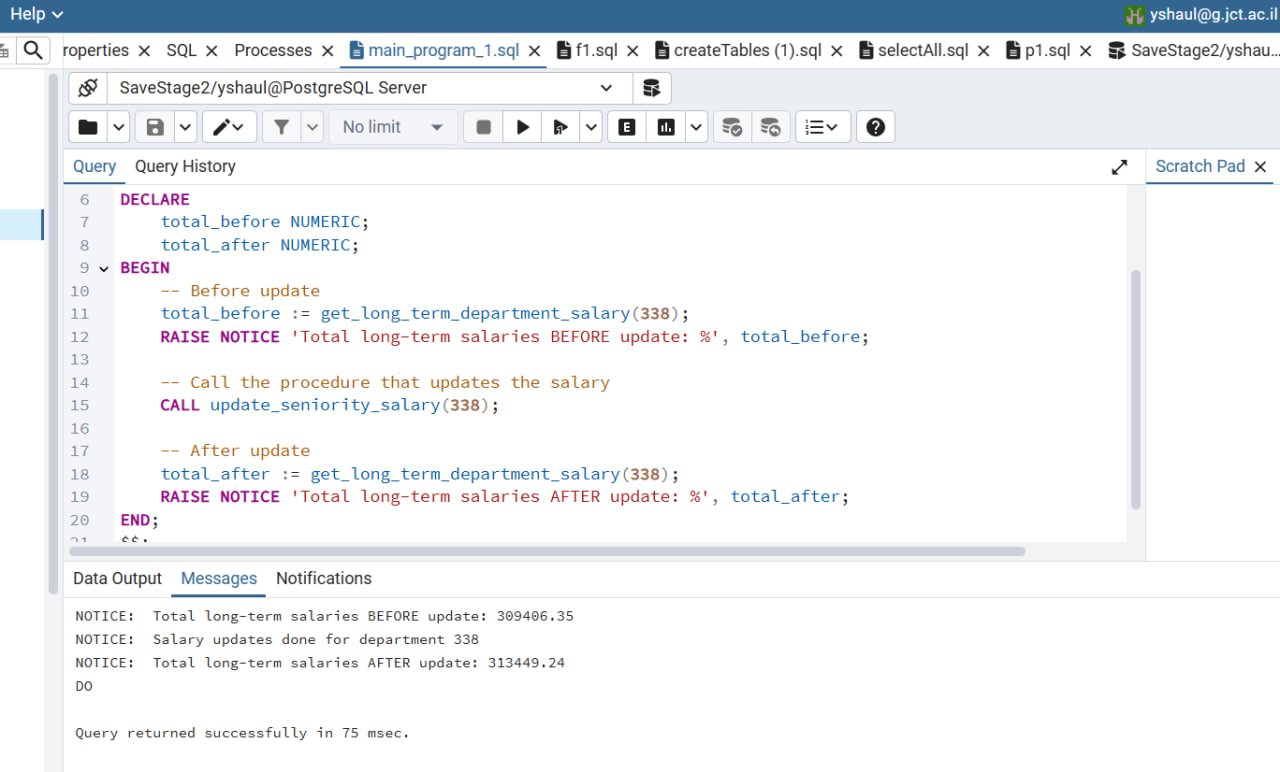 Help
yshaul@g.jct.ac.il
roperties SQL Processes main_program_1.sql f1.sql createTables (1).sql selectAll.sql p1.sql SaveStage2/yshau...
SaveStage2/yshaul@PostgreSQL Server
No limit
E
Query Query History
Scratch Pad
6 DECLARE
7 total_before NUMERIC;
8 total_after NUMERIC;
9 BEGIN
10 -- Before update
11 total_before := get_long_term_department_salary(338);
12 RAISE NOTICE 'Total long-term salaries BEFORE update: %', total_before;
13
14 -- Call the procedure that updates the salary
15 CALL update_seniority_salary(338);
16
17 -- After update
18 total_after := get_long_term_department_salary(338);
19 RAISE NOTICE 'Total long-term salaries AFTER update: %', total_after;
20 END;
21 $$;
Data Output Messages Notifications
NOTICE: Total long-term salaries BEFORE update: 309406.35
NOTICE: Salary updates done for department 338
NOTICE: Total long-term salaries AFTER update: 313449.24
DO
Query returned successfully in 75 msec.